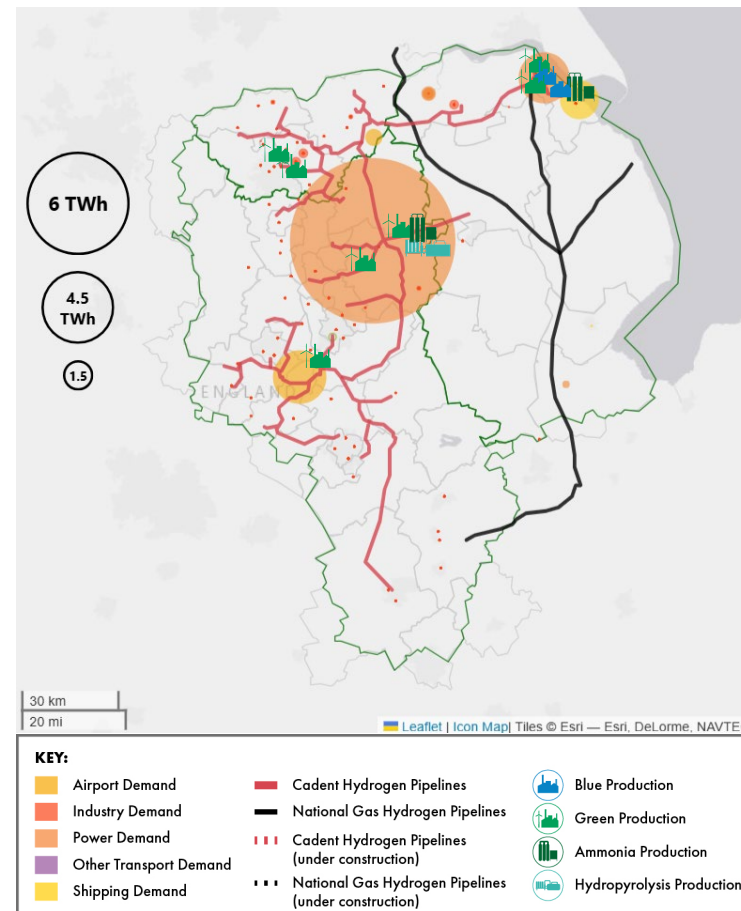 6 TWh
4.5
TWh
1.5
ENGLAND
30 km
20 mi
Leaflet | Icon Map| Tiles © Esri — Esri, DeLorme, NAVTE
KEY:
Airport Demand
Industry Demand
Power Demand
Other Transport Demand
Shipping Demand
Cadent Hydrogen Pipelines
National Gas Hydrogen Pipelines
Cadent Hydrogen Pipelines
(under construction)
National Gas Hydrogen Pipelines
(under construction)
Blue Production
Green Production
Ammonia Production
Hydropyrolysis Production